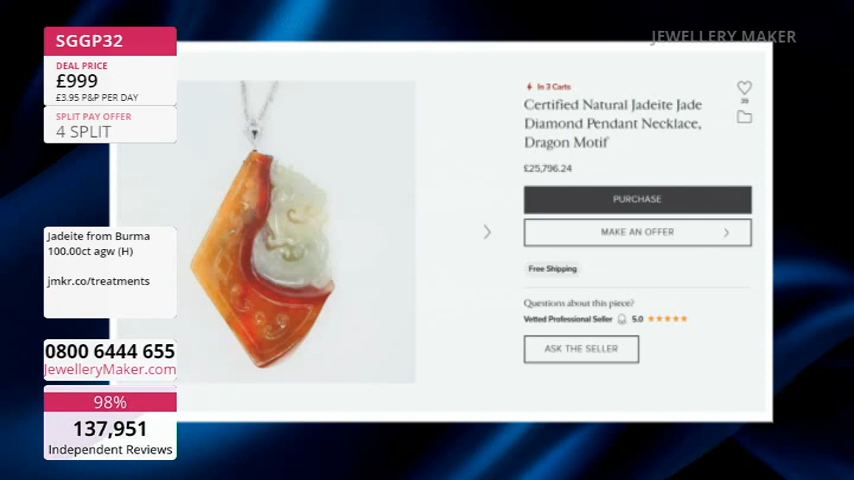 SGGP32
DEAL PRICE
£999
£3.95 P&P PER DAY
SPLIT PAY OFFER
4 SPLIT
Jadeite from Burma
100.00ct agw (H)
jmkr.co/treatments
0800 6444 655
JewelleryMaker.com
98%
137,951
Independent Reviews
JEWELLERY MAKER
In 3 Carts
Certified Natural Jadeite Jade
Diamond Pendant Necklace,
Dragon Motif
39
£25,796.24
PURCHASE
MAKE AN OFFER
Free Shipping
Questions about this piece?
Vetted Professional Seller 5.0
ASK THE SELLER